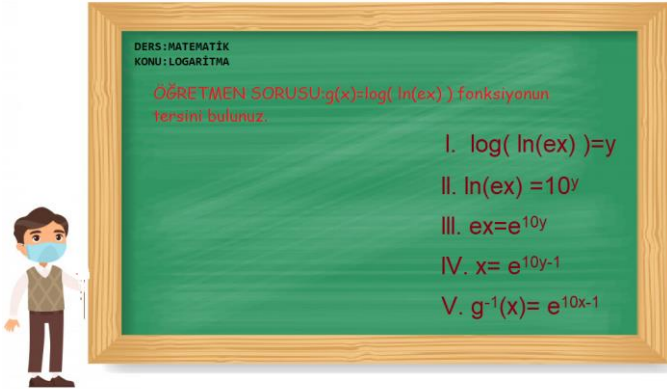 DERS:MATEMATİK
KONU:LOGARİTMA
ÖĞRETMEN SORUSU:g(x)=log( ln(ex) ) fonksiyonun
tersini bulunuz.
I. log( ln(ex) )=y
II. ln(ex) =10ʸ
III. ex=e¹⁰ʸ
IV. x= e¹⁰ʸ⁻¹
V. g⁻¹(x)= e¹⁰ˣ⁻¹